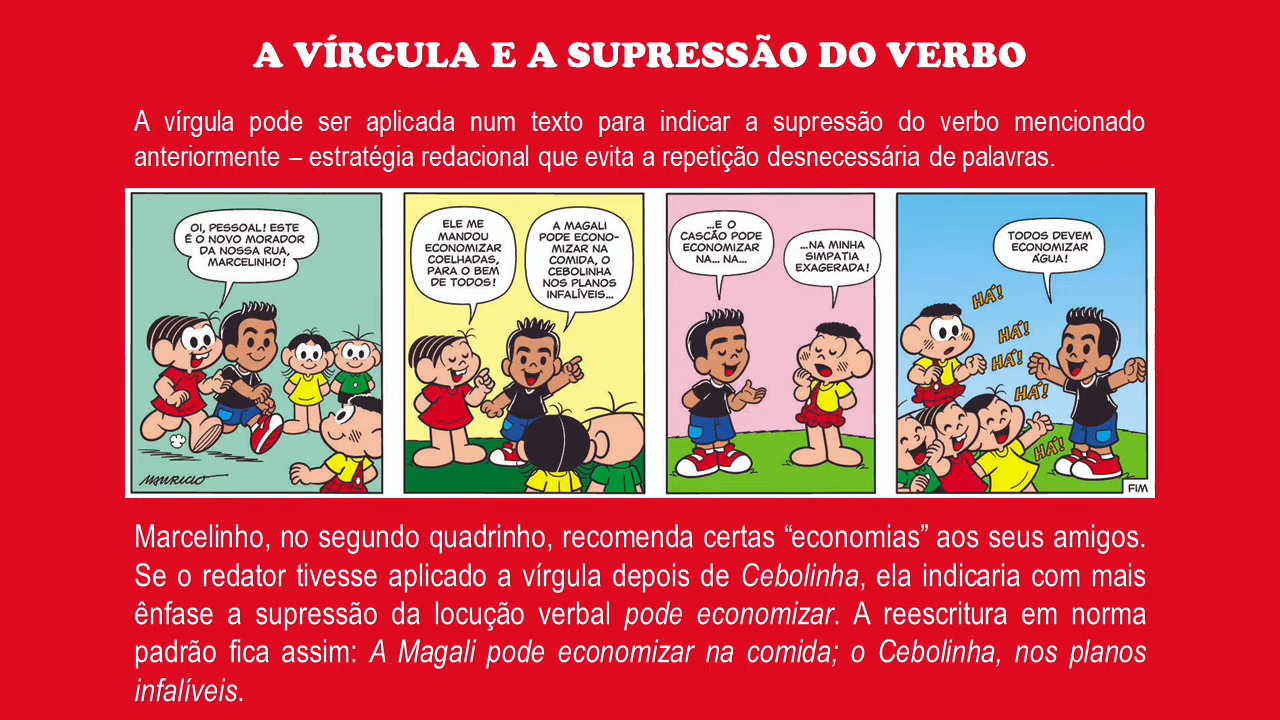 A VÍRGULA E A SUPRESSÃO DO VERBO
A vírgula pode ser aplicada num texto para indicar a supressão do verbo mencionado
anteriormente – estratégia redacional que evita a repetição desnecessária de palavras.
OI, PESSOAL! ESTE
É O NOVO MORADOR
DA NOSSA RUA,
MARCELINHO!
MAURICIO
ELE ME
MANDOU
ECONOMIZAR
COELHADAS,
PARA O BEM
DE TODOS!
A MAGALI
PODE ECONO-
MIZAR NA
COMIDA, O
CEBOLINHA
NOS PLANOS
INFALÍVEIS...
...E O
CASCÃO PODE
ECONOMIZAR
NA... NA...
...NA MINHA
SIMPATIA
EXAGERADA!
TODOS DEVEM
ECONOMIZAR
ÁGUA!
HÁ!
HÁ!
HÁ!
HÁ!
HÁ!
FIM
Marcelinho, no segundo quadrinho, recomenda certas “economias” aos seus amigos.
Se o redator tivesse aplicado a vírgula depois de Cebolinha, ela indicaria com mais
ênfase a supressão da locução verbal pode economizar. A reescritura em norma
padrão fica assim: A Magali pode economizar na comida; o Cebolinha, nos planos
infalíveis.